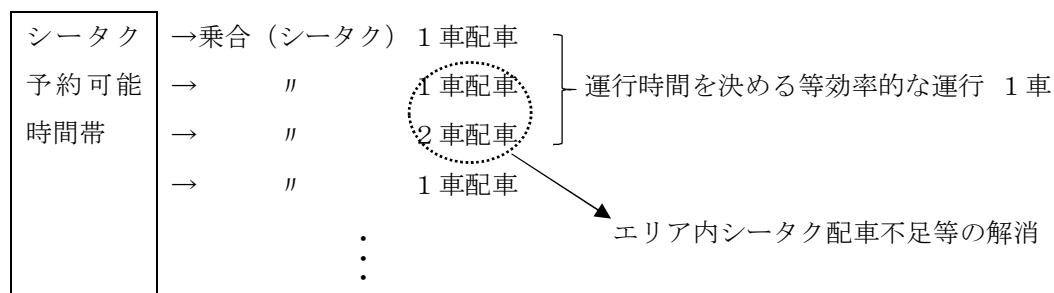 シータク →乗合（シータク）１車配車
予約可能 → 〃 １車配車 運行時間を決める等効率的な運行 １車
時間帯 → 〃 ２車配車
→ 〃 １車配車
エリア内シータク配車不足等の解消